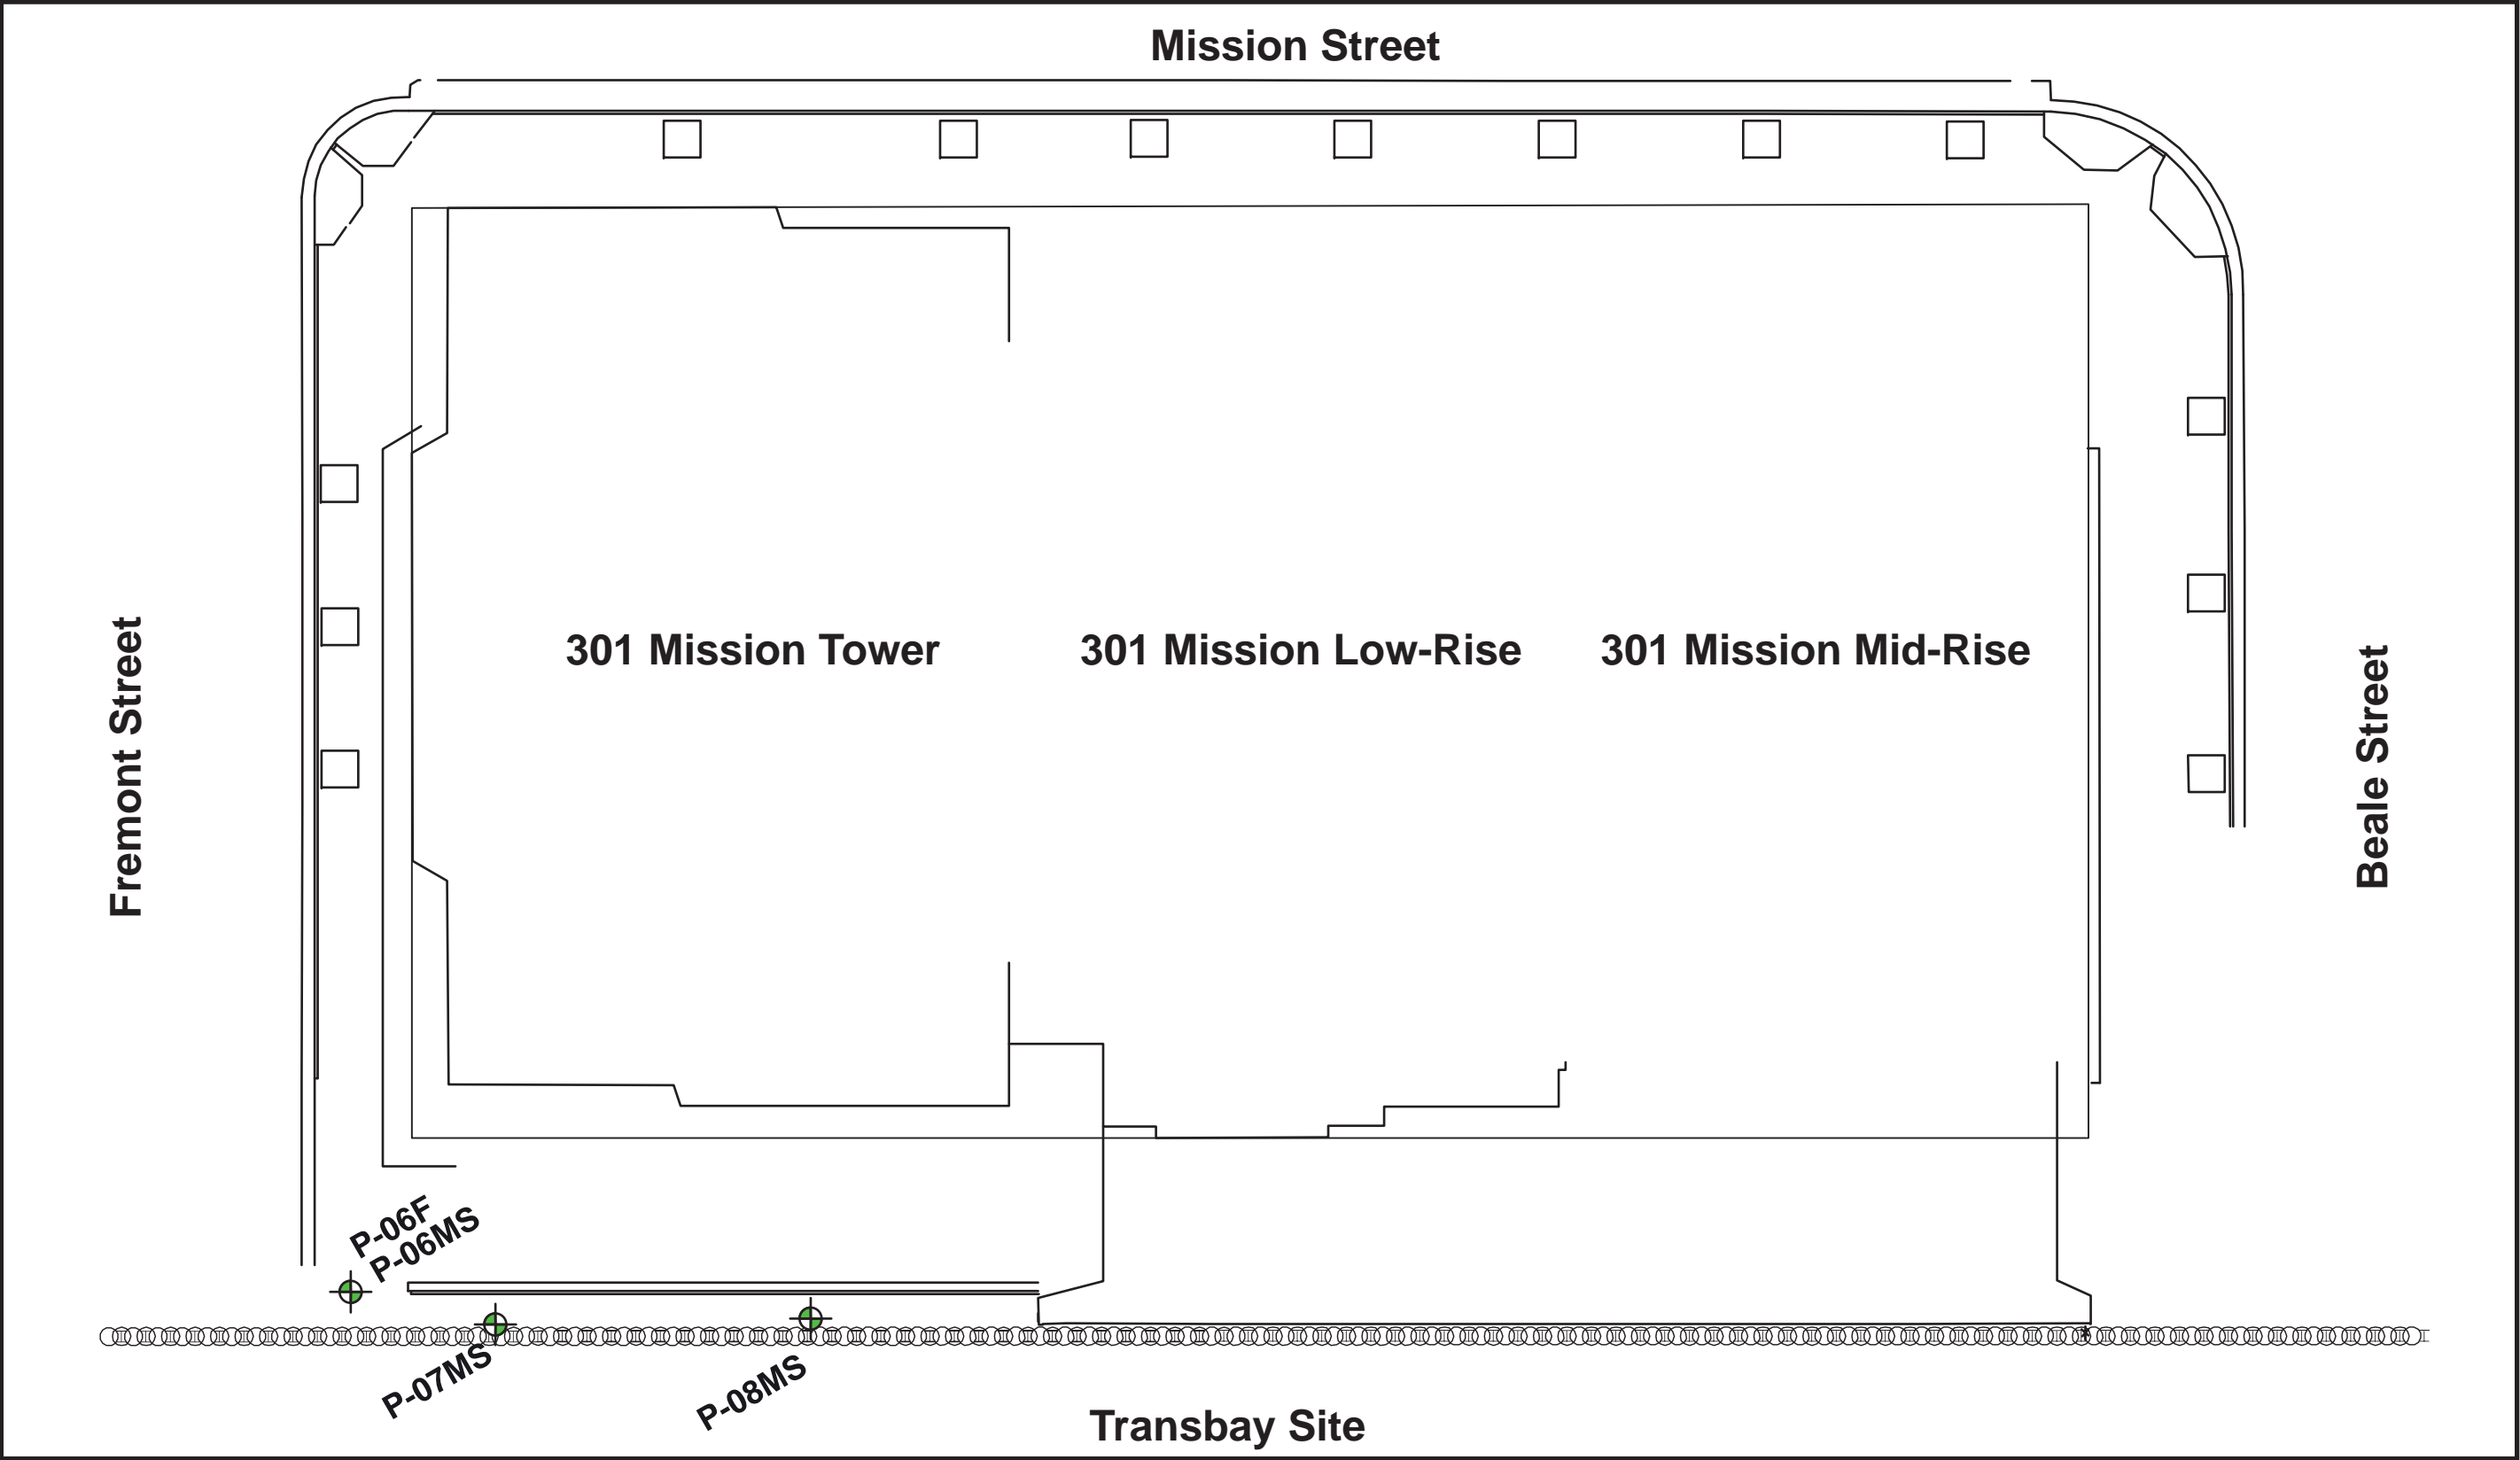 Mission Street
Fremont Street
301 Mission Tower
301 Mission Low-Rise
301 Mission Mid-Rise
Beale Street
P-06F
P-06MS
P-07MS
P-08MS
Transbay Site